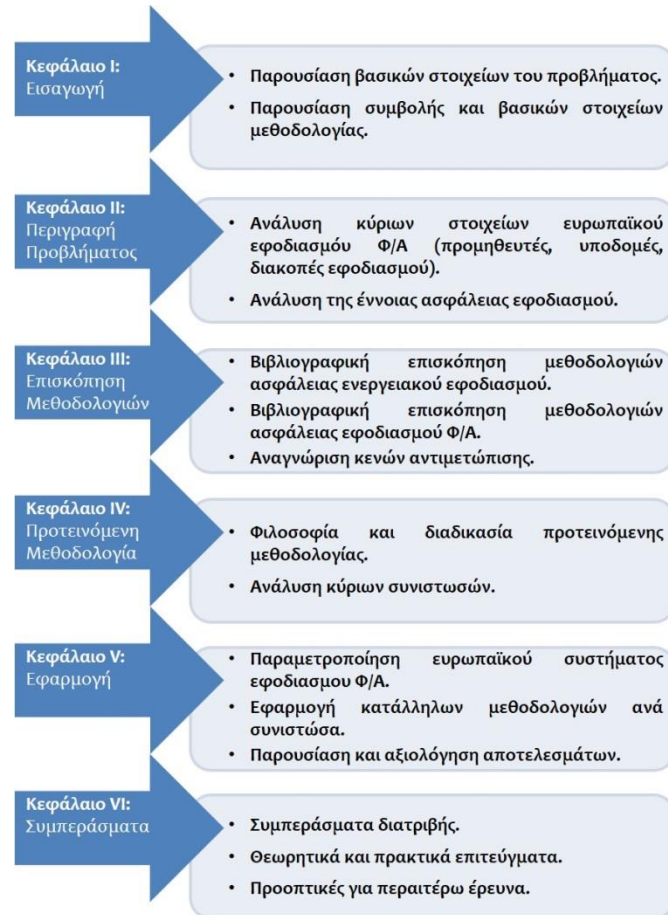 Κεφάλαιο I:
Εισαγωγή
• Παρουσίαση βασικών στοιχείων του προβλήματος.
• Παρουσίαση συμβολής και βασικών στοιχείων
μεθοδολογίας.
Κεφάλαιο II:
Περιγραφή
Προβλήματος
• Ανάλυση κύριων στοιχείων ευρωπαϊκού
εφοδιασμόυ Φ/Α (προμηθευτές, υποδομές,
διακοπές εφοδιασμού).
• Ανάλυση της έννοιας ασφάλειας εφοδιασμού.
Κεφάλαιο III:
Επισκόπηση
Μεθοδολογιών
• Βιβλιογραφική επισκόπηση μεθοδολογιών
ασφάλειας ενεργειακού εφοδιασμού.
• Βιβλιογραφική επισκόπηση μεθοδολογιών
ασφάλειας εφοδιασμού Φ/Α.
• Αναγνώριση κενών αντιμετώπισης.
Κεφάλαιο IV:
Προτεινόμενη
Μεθοδολογία
• Φιλοσοφία και διαδικασία προτεινόμενης
μεθοδολογίας.
• Ανάλυση κύριων συνιστωσών.
Κεφάλαιο V:
Εφαρμογή
• Παραμετροποίηση ευρωπαϊκού συστήματος
εφοδιασμου Φ/Α.
• Εφαρμογή κατάλληλων μεθοδολογιών ανά
συνιστώσα.
• Παρουσίαση και αξιολόγηση αποτελεσμάτων.
Κεφάλαιο VI:
Συμπεράσματα
• Συμπεράσματα διατριβής.
• Θεωρητικά και πρακτικά επιτεύγματα.
• Προοπτικές για περαιτέρω έρευνα.